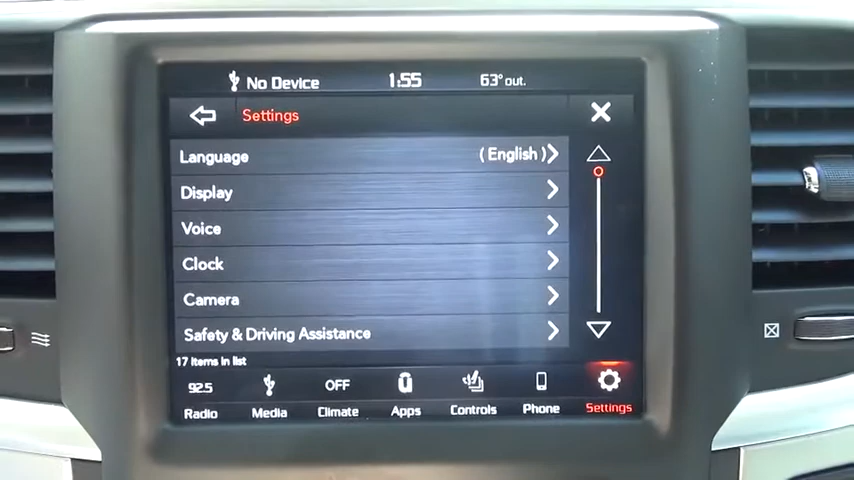 No Device 1:55 63° out.
Settings
Language (English)
Display
Voice
Clock
Camera
Safety & Driving Assistance
17 items in list
92.5 OFF
Radio Media Climate Apps Controls Phone Settings